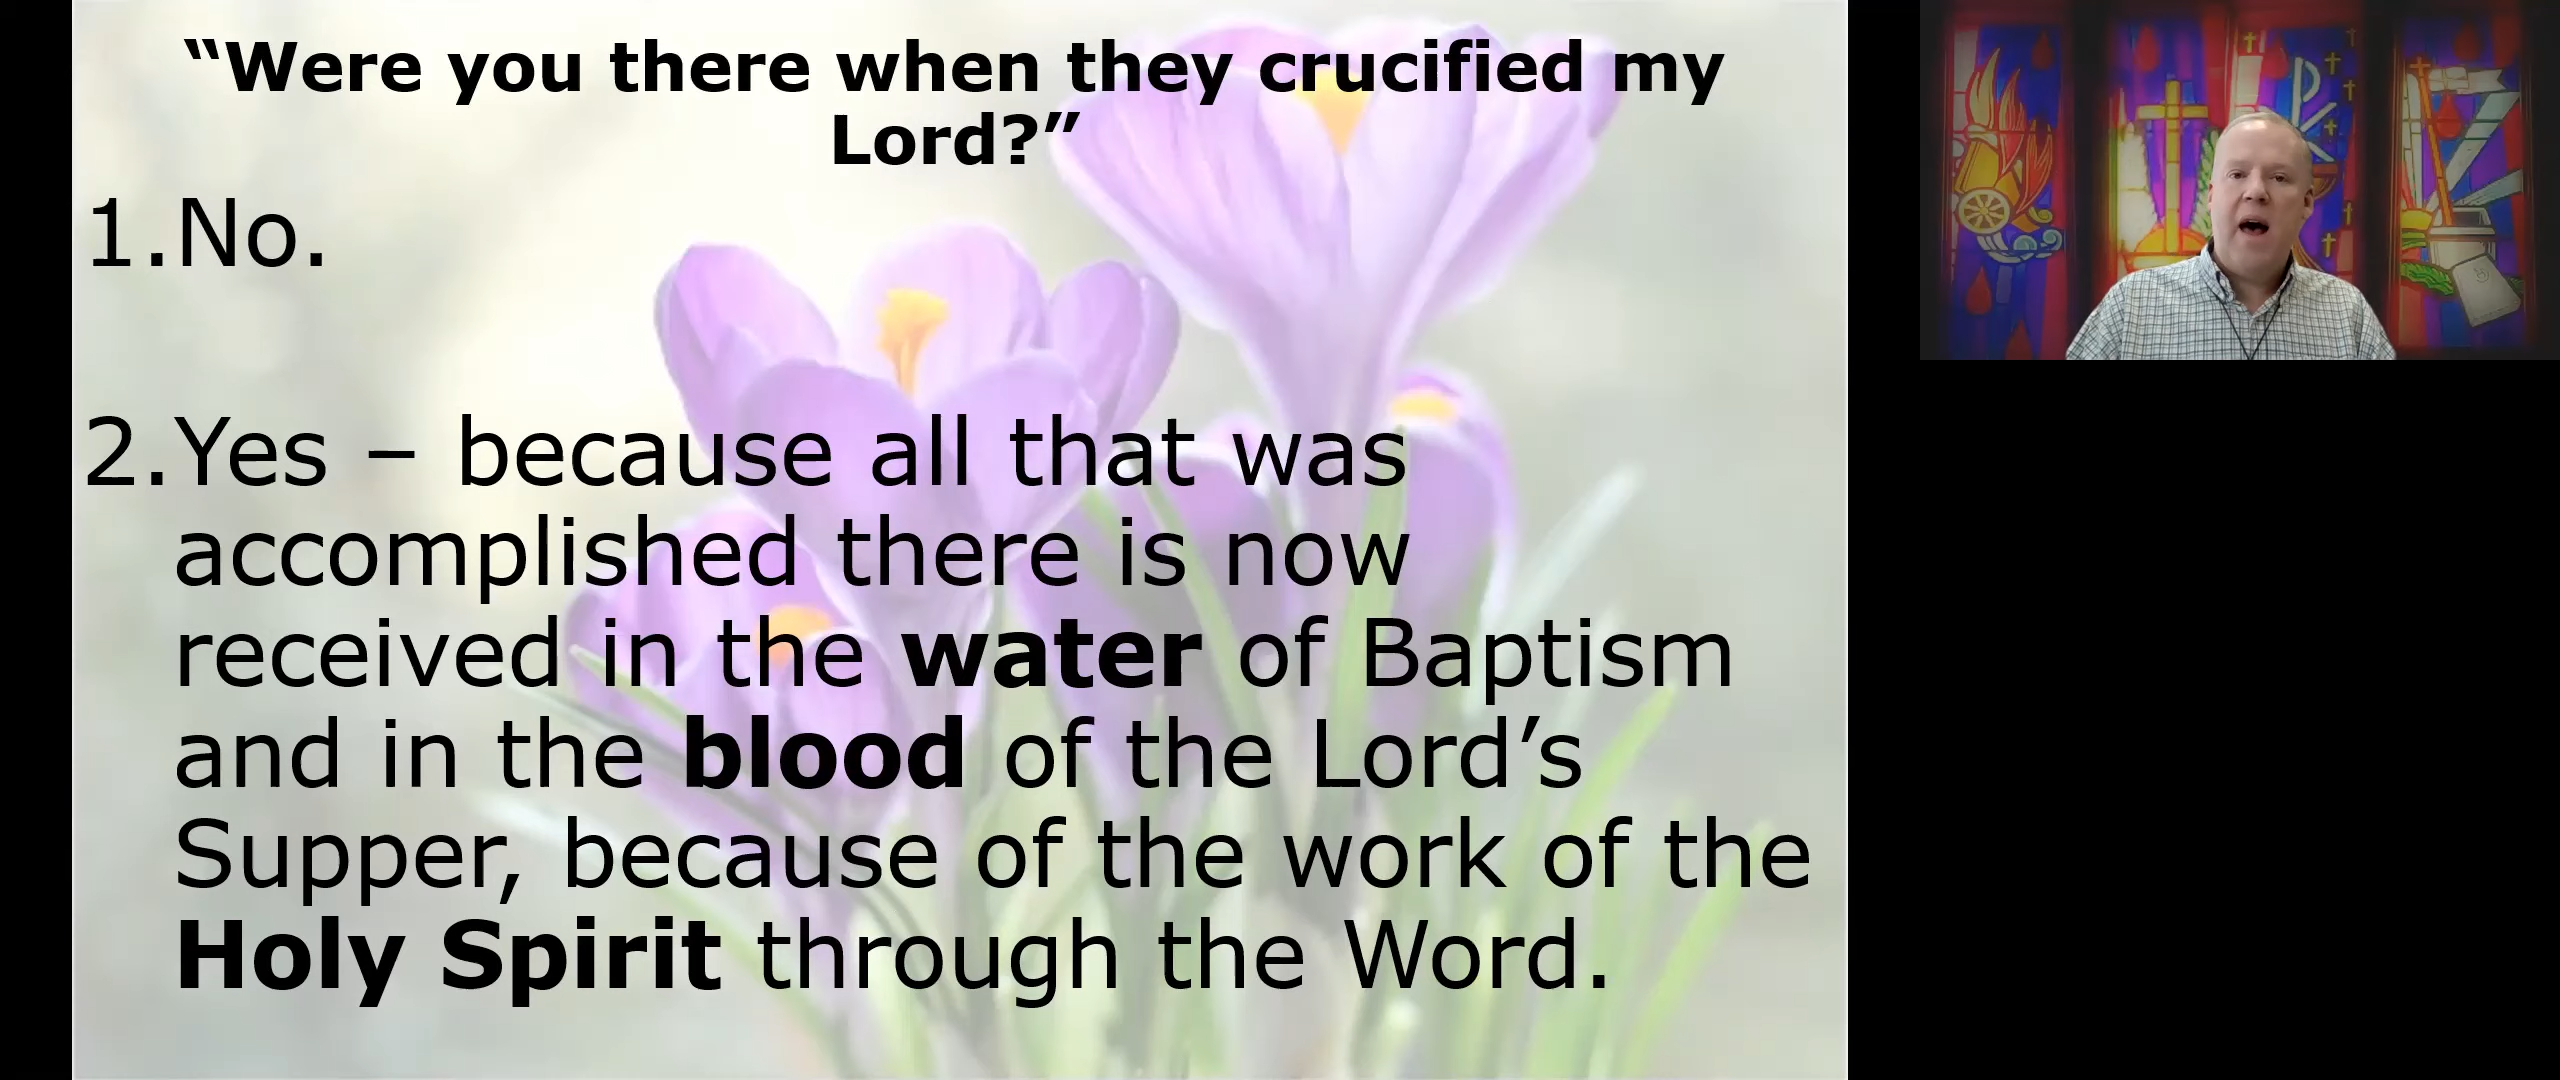 “Were you there when they crucified my
Lord?”
1. No.
2. Yes – because all that was
accomplished there is now
received in the water of Baptism
and in the blood of the Lord’s
Supper, because of the work of the
Holy Spirit through the Word.